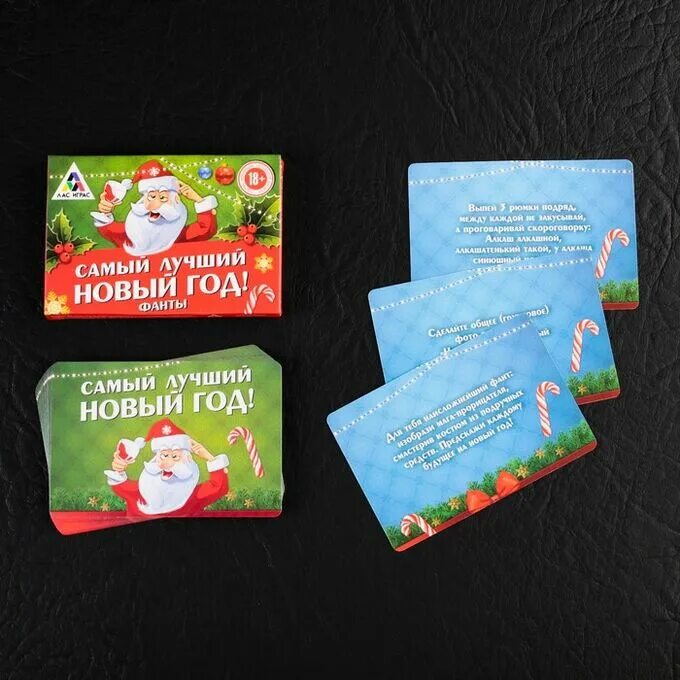 ЛАС ИГРАС
18+
САМЫЙ ЛУЧШИЙ
НОВЫЙ ГОД!
ФАНТЫ
САМЫЙ ЛУЧШИЙ
НОВЫЙ ГОД!
Выпей 3 рюмки подряд,
между каждой не закусывай,
а проговаривай скороговорку:
Алкаш алкашной,
алкашатенький такой, у алкаша
синюшный
Сделайте общее
фото
Для тебя наисложнейший фант:
изобрази мага-прорицателя,
смастерив костюм из подручных
средств. Предскажи каждому
будущее на новый год!